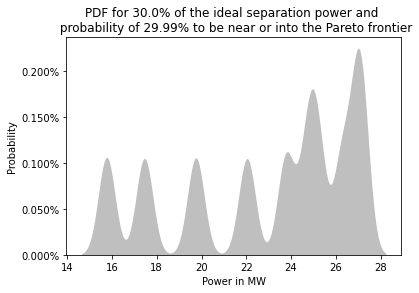 PDF for 30.0% of the ideal separation power and
probability of 29.99% to be near or into the Pareto frontier
0.200%
0.150%
0.100%
0.050%
0.000%
Probability
14 16 18 20 22 24 26 28
Power in MW